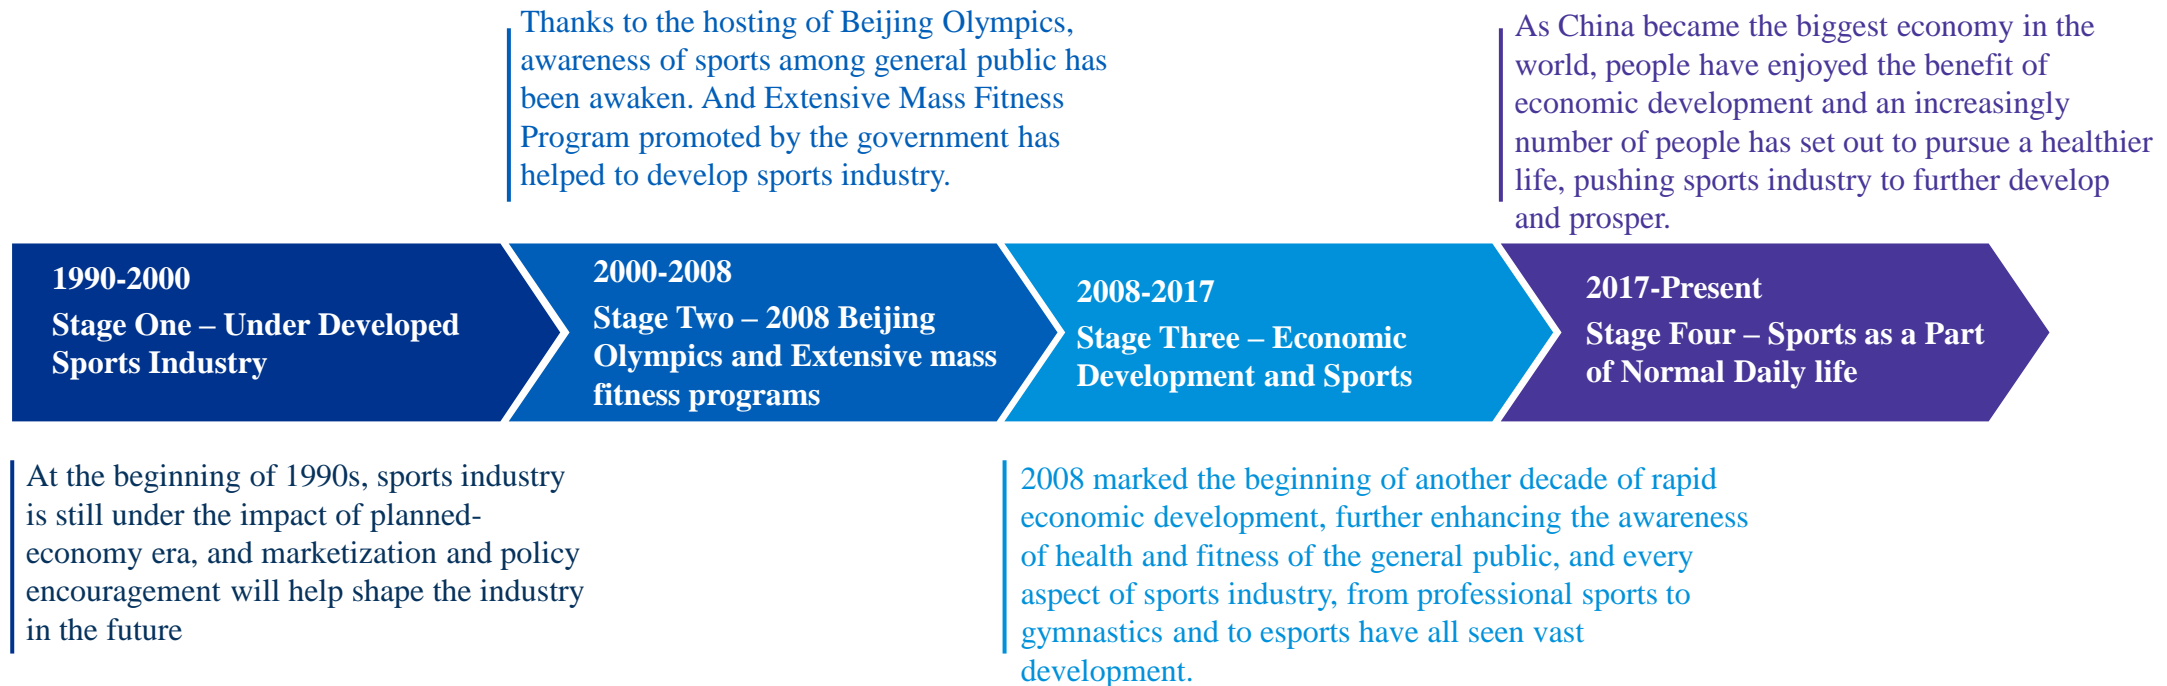 Thanks to the hosting of Beijing Olympics,
awareness of sports among general public has
been awaken. And Extensive Mass Fitness
Program promoted by the government has
helped to develop sports industry.
As China became the biggest economy in the
world, people have enjoyed the benefit of
economic development and an increasingly
number of people has set out to pursue a healthier
life, pushing sports industry to further develop
and prosper.
1990-2000
Stage One – Under Developed
Sports Industry
2000-2008
Stage Two – 2008 Beijing
Olympics and Extensive mass
fitness programs
2008-2017
Stage Three – Economic
Development and Sports
2017-Present
Stage Four – Sports as a Part
of Normal Daily life
At the beginning of 1990s, sports industry
is still under the impact of planned-
economy era, and marketization and policy
encouragement will help shape the industry
in the future
2008 marked the beginning of another decade of rapid
economic development, further enhancing the awareness
of health and fitness of the general public, and every
aspect of sports industry, from professional sports to
gymnastics and to esports have all seen vast
development.